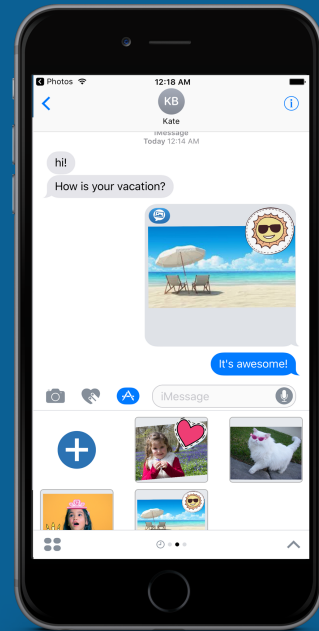 Photos
12:18 AM
KB
Kate
iMessage
Today 12:14 AM
hi!
How is your vacation?
It's awesome!
iMessage